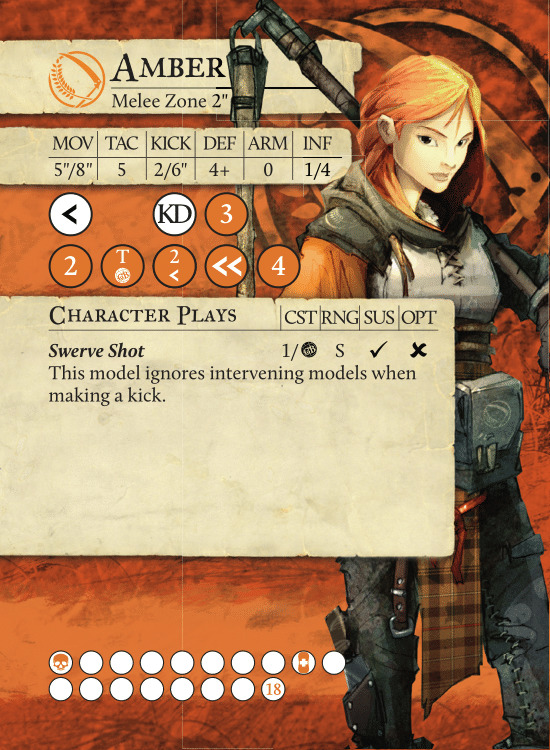 AMBER
Melee Zone 2"
MOV TAC KICK DEF ARM INF
5"/8" 5 2/6" 4+ 0 1/4
< KD 3
2 T GB 2 < << 4
CHARACTER PLAYS CST RNG SUS OPT
Swerve Shot 1/GB S ✓ ✗
This model ignores intervening models when
making a kick.
18